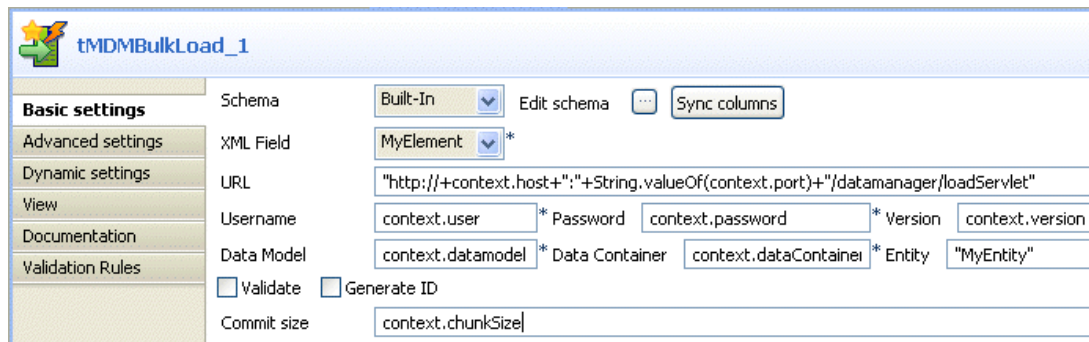 tMDMBulkLoad_1
Basic settings
Advanced settings
Dynamic settings
View
Documentation
Validation Rules
Schema Built-In Edit schema ... Sync columns
XML Field MyElement *
URL "http://+context.host+":"+String.valueOf(context.port)+"/datamanager/loadServlet"
Username context.user * Password context.password * Version context.version
Data Model context.datamodel * Data Container context.dataContainer * Entity "MyEntity"
Validate Generate ID
Commit size context.chunkSize